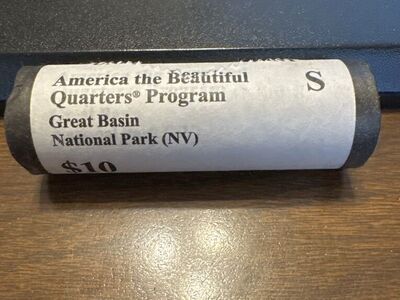 America the Beautiful
Quarters® Program
S
Great Basin
National Park (NV)
$10